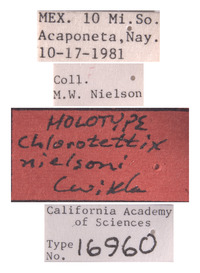 MEX. 10 Mi.So.
Acaponeta,Nay.
10-17-1981
Coll.
M.W. Nielson
HOLOTYPE
Chlorotettix
nielsoni
Cwikla
California Academy
of Sciences
Type
No. 16960